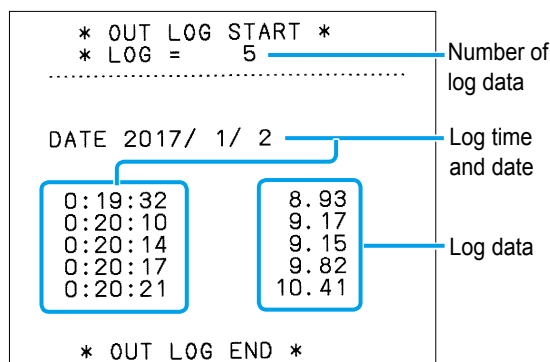 * OUT LOG START *
* LOG = 5
Number of
log data
DATE 2017/ 1/ 2
Log time
and date
0:19:32 8.93
0:20:10 9.17
0:20:14 9.15
0:20:17 9.82
0:20:21 10.41
Log data
* OUT LOG END *